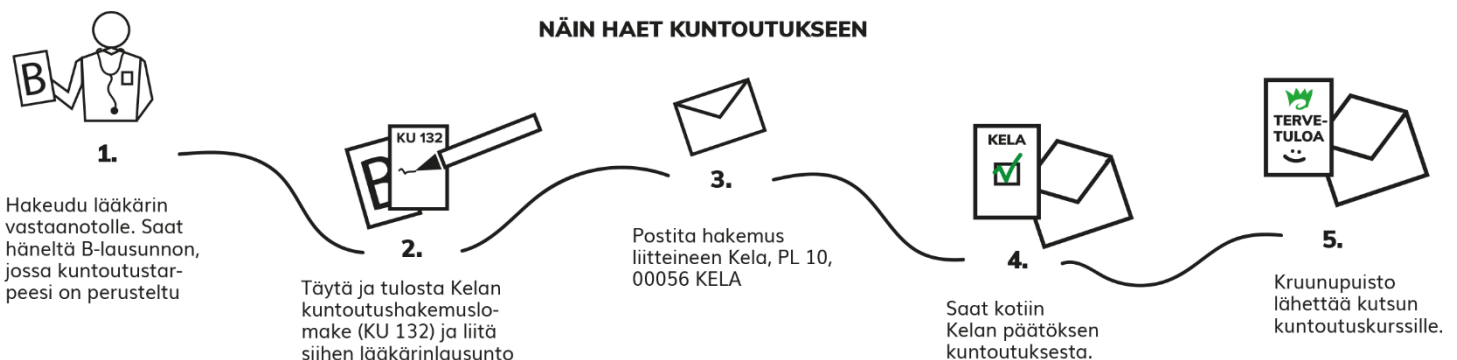 NÄIN HAET KUNTOUTUKSEEN
B
1.
Hakeudu lääkärin
vastaanotolle. Saat
häneltä B-lausunnon,
jossa kuntoutustar-
peesi on perusteltu
B
KU 132
2.
Täytä ja tulosta Kelan
kuntoutushakemuslo-
make (KU 132) ja liitä
siihen lääkärinlausunto
3.
Postita hakemus
liitteineen Kela, PL 10,
00056 KELA
KELA
4.
Saat kotiin
Kelan päätöksen
kuntoutuksesta.
TERVE-
TULOA
5.
Kruunupuisto
lähettää kutsun
kuntoutuskurssille.